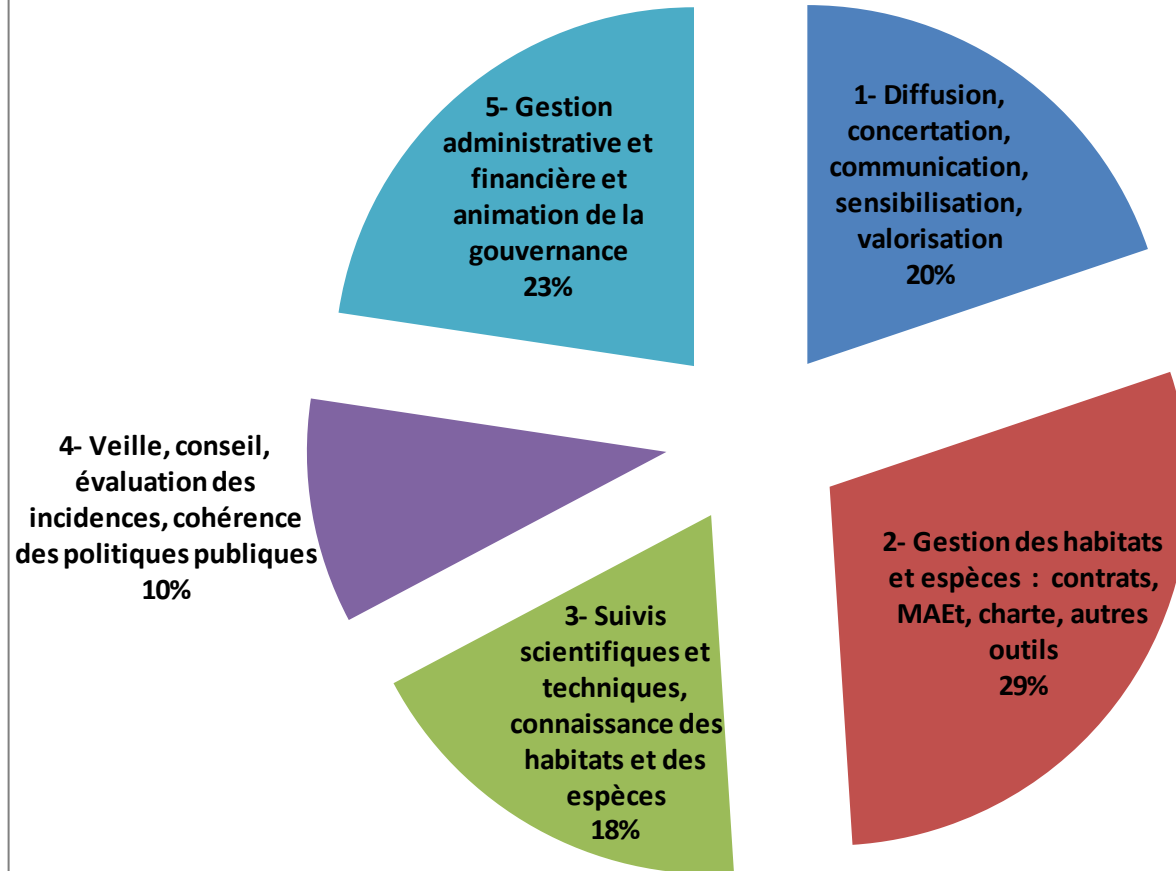 1- Diffusion,
concertation,
communication,
sensibilisation,
valorisation
20%
2- Gestion des habitats
et espèces : contrats,
MAEt, charte, autres
outils
29%
3- Suivis
scientifiques et
techniques,
connaissance des
habitats et des
espèces
18%
4- Veille, conseil,
évaluation des
incidences, cohérence
des politiques publiques
10%
5- Gestion
administrative et
financière et
animation de la
gouvernance
23%